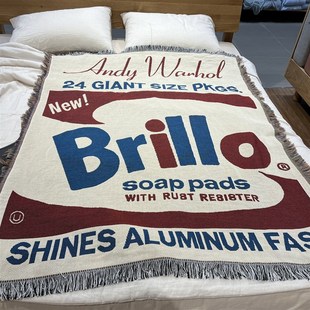 Andy Warhol
24 GIANT SIZE PKGS.
New!
Brillo®
soap pads
WITH RUST RESISTER
U
SHINES ALUMINUM FAS